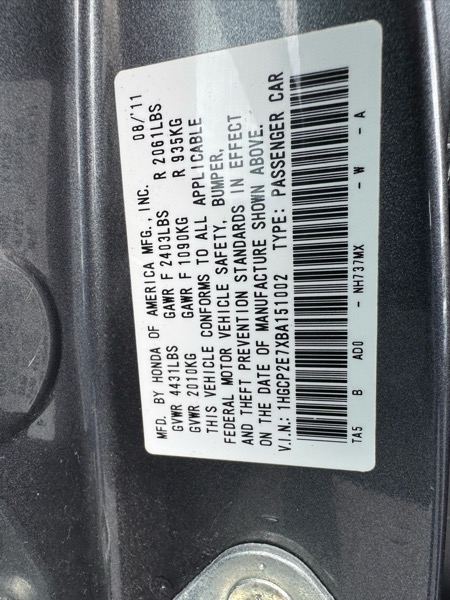 MFD. BY HONDA OF AMERICA MFG., INC. 08/'11
GVWR 4431LBS GAWR F 2403LBS R 2061LBS
GVWR 2010KG GAWR F 1090KG R 935KG
THIS VEHICLE CONFORMS TO ALL APPLICABLE
FEDERAL MOTOR VEHICLE SAFETY, BUMPER,
AND THEFT PREVENTION STANDARDS IN EFFECT
ON THE DATE OF MANUFACTURE SHOWN ABOVE.
V.I.N.: 1HGCP2E7XBA151002 TYPE: PASSENGER CAR
TA5 B AD0 - NH737MX - W - A